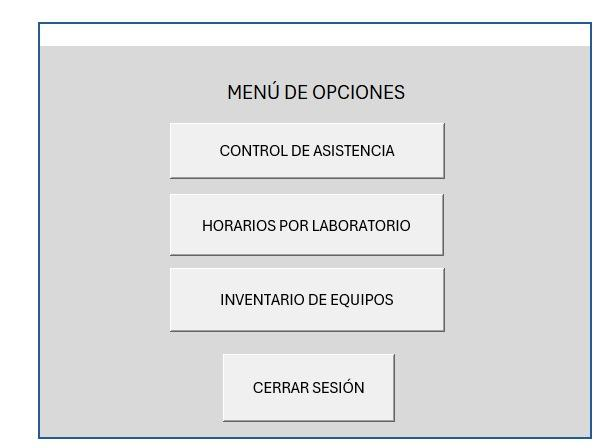 MENÚ DE OPCIONES
CONTROL DE ASISTENCIA
HORARIOS POR LABORATORIO
INVENTARIO DE EQUIPOS
CERRAR SESIÓN